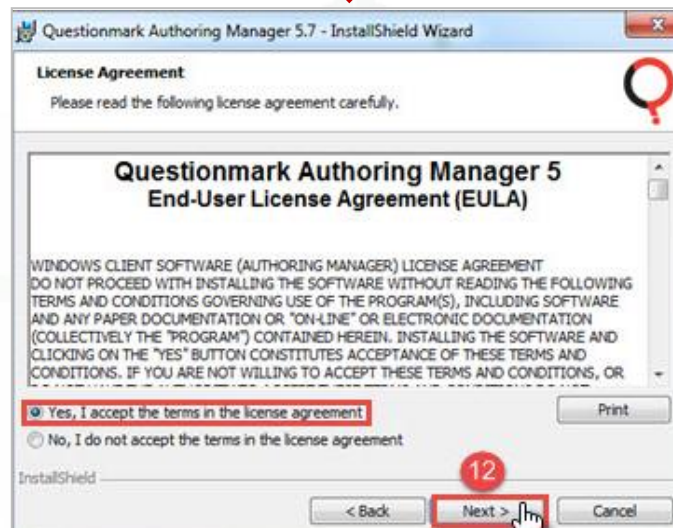 Questionmark Authoring Manager 5.7 - InstallShield Wizard
License Agreement
Please read the following license agreement carefully.
Questionmark Authoring Manager 5
End-User License Agreement (EULA)
WINDOWS CLIENT SOFTWARE (AUTHORING MANAGER) LICENSE AGREEMENT
DO NOT PROCEED WITH INSTALLING THE SOFTWARE WITHOUT READING THE FOLLOWING
TERMS AND CONDITIONS GOVERNING USE OF THE PROGRAM(S), INCLUDING SOFTWARE
AND ANY PAPER DOCUMENTATION OR "ON-LINE" OR ELECTRONIC DOCUMENTATION
(COLLECTIVELY THE "PROGRAM") CONTAINED HEREIN. INSTALLING THE SOFTWARE AND
CLICKING ON THE "YES" BUTTON CONSTITUTES ACCEPTANCE OF THESE TERMS AND
CONDITIONS. IF YOU ARE NOT WILLING TO ACCEPT THESE TERMS AND CONDITIONS, OR
Yes, I accept the terms in the license agreement
Print
No, I do not accept the terms in the license agreement
InstallShield
12
< Back
Next >
Cancel